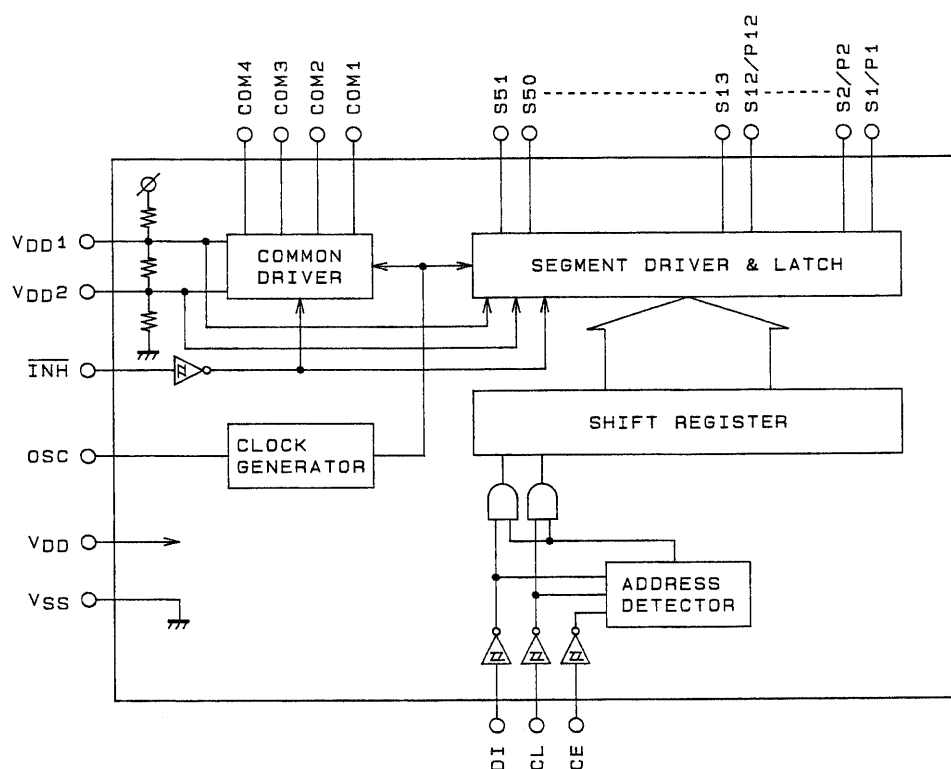 COM4
COM3
COM2
COM1
S51
S50
S13
S12/P12
S2/P2
S1/P1
VDD1
VDD2
COMMON
DRIVER
SEGMENT DRIVER & LATCH
INH
SHIFT REGISTER
OSC
CLOCK
GENERATOR
VDD
VSS
ADDRESS
DETECTOR
DI
CL
CE